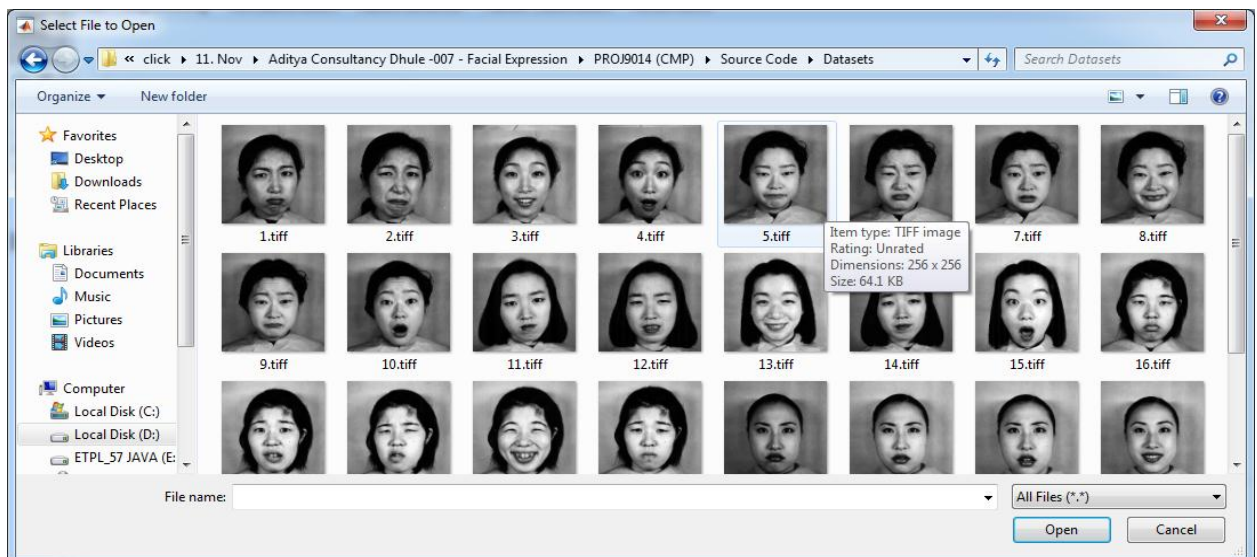 Select File to Open
« click ▸ 11. Nov ▸ Aditya Consultancy Dhule -007 - Facial Expression ▸ PROJ9014 (CMP) ▸ Source Code ▸ Datasets
Search Datasets
Organize
New folder
Favorites
Desktop
Downloads
Recent Places
Libraries
Documents
Music
Pictures
Videos
Computer
Local Disk (C:)
Local Disk (D:)
ETPL_57 JAVA (E:
1.tiff 2.tiff 3.tiff 4.tiff 5.tiff 7.tiff 8.tiff
Item type: TIFF image
Rating: Unrated
Dimensions: 256 x 256
Size: 64.1 KB
9.tiff 10.tiff 11.tiff 12.tiff 13.tiff 14.tiff 15.tiff 16.tiff
File name:
All Files (*.*)
Open
Cancel